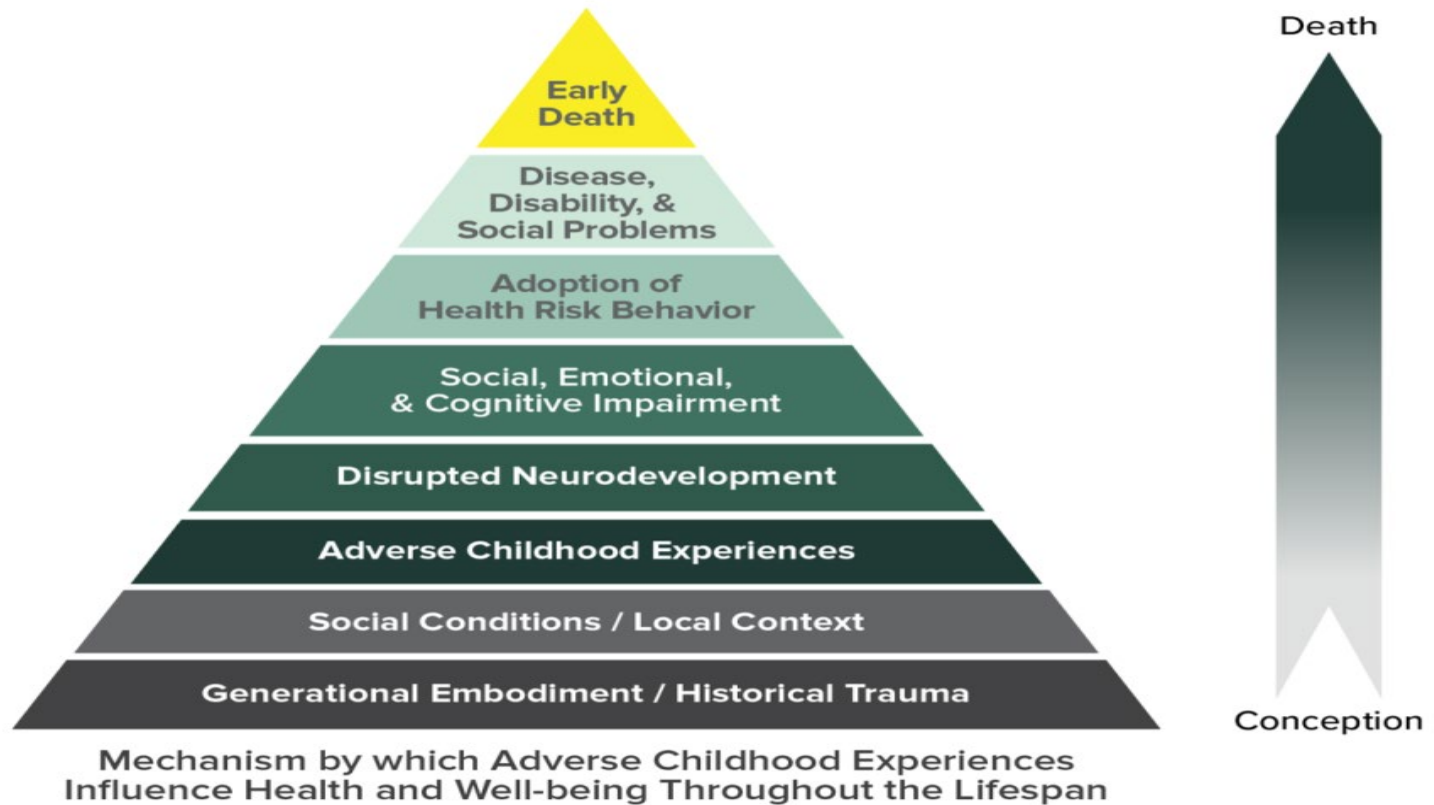 Death
Early
Death
Disease,
Disability, &
Social Problems
Adoption of
Health Risk Behavior
Social, Emotional,
& Cognitive Impairment
Disrupted Neurodevelopment
Adverse Childhood Experiences
Social Conditions / Local Context
Generational Embodiment / Historical Trauma
Conception
Mechanism by which Adverse Childhood Experiences
Influence Health and Well-being Throughout the Lifespan